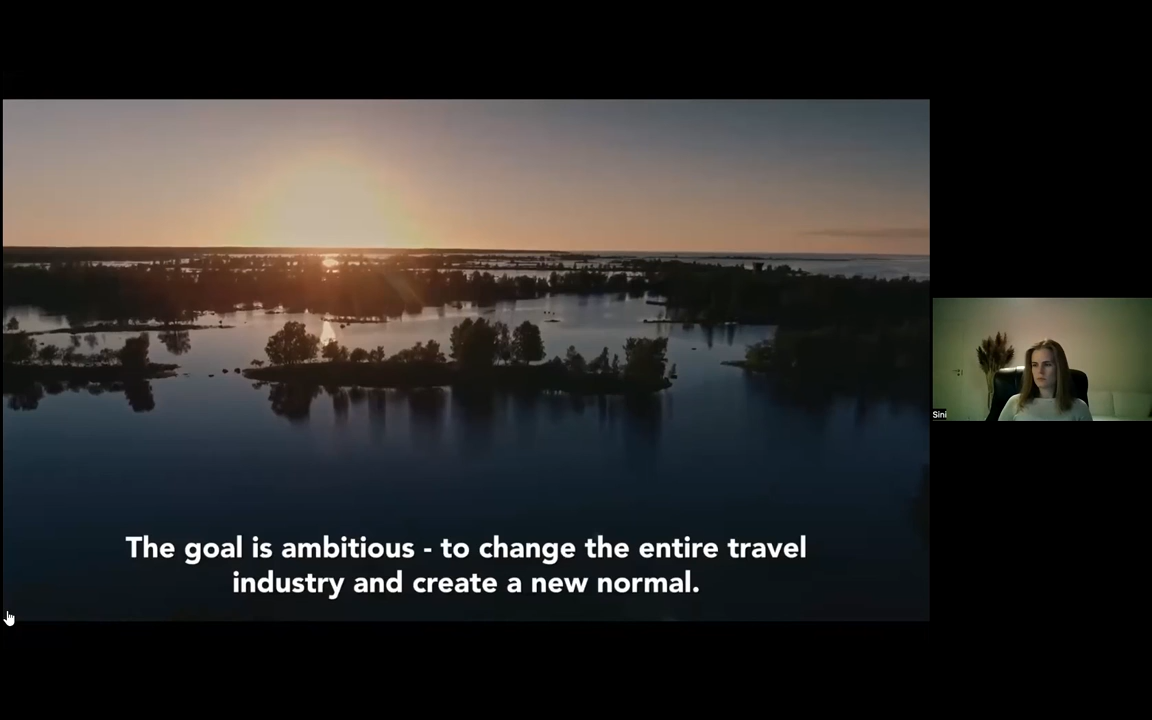 The goal is ambitious - to change the entire travel
industry and create a new normal.
Sini